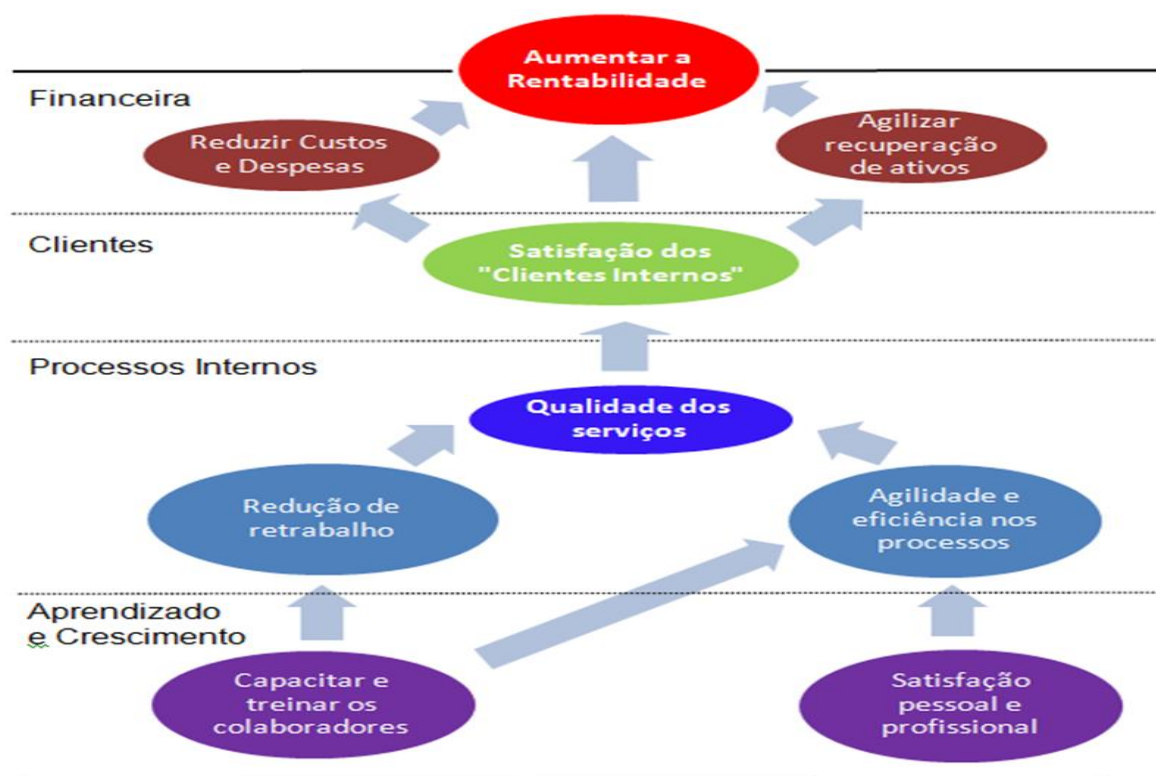 Aumentar a
Rentabilidade
Financeira
Reduzir Custos
e Despesas
Agilizar
recuperação
de ativos
Clientes
Satisfação dos
"Clientes Internos"
Processos Internos
Qualidade dos
serviços
Redução de
retrabalho
Agilidade e
eficiência nos
processos
Aprendizado
e Crescimento
Capacitar e
treinar os
colaboradores
Satisfação
pessoal e
profissional